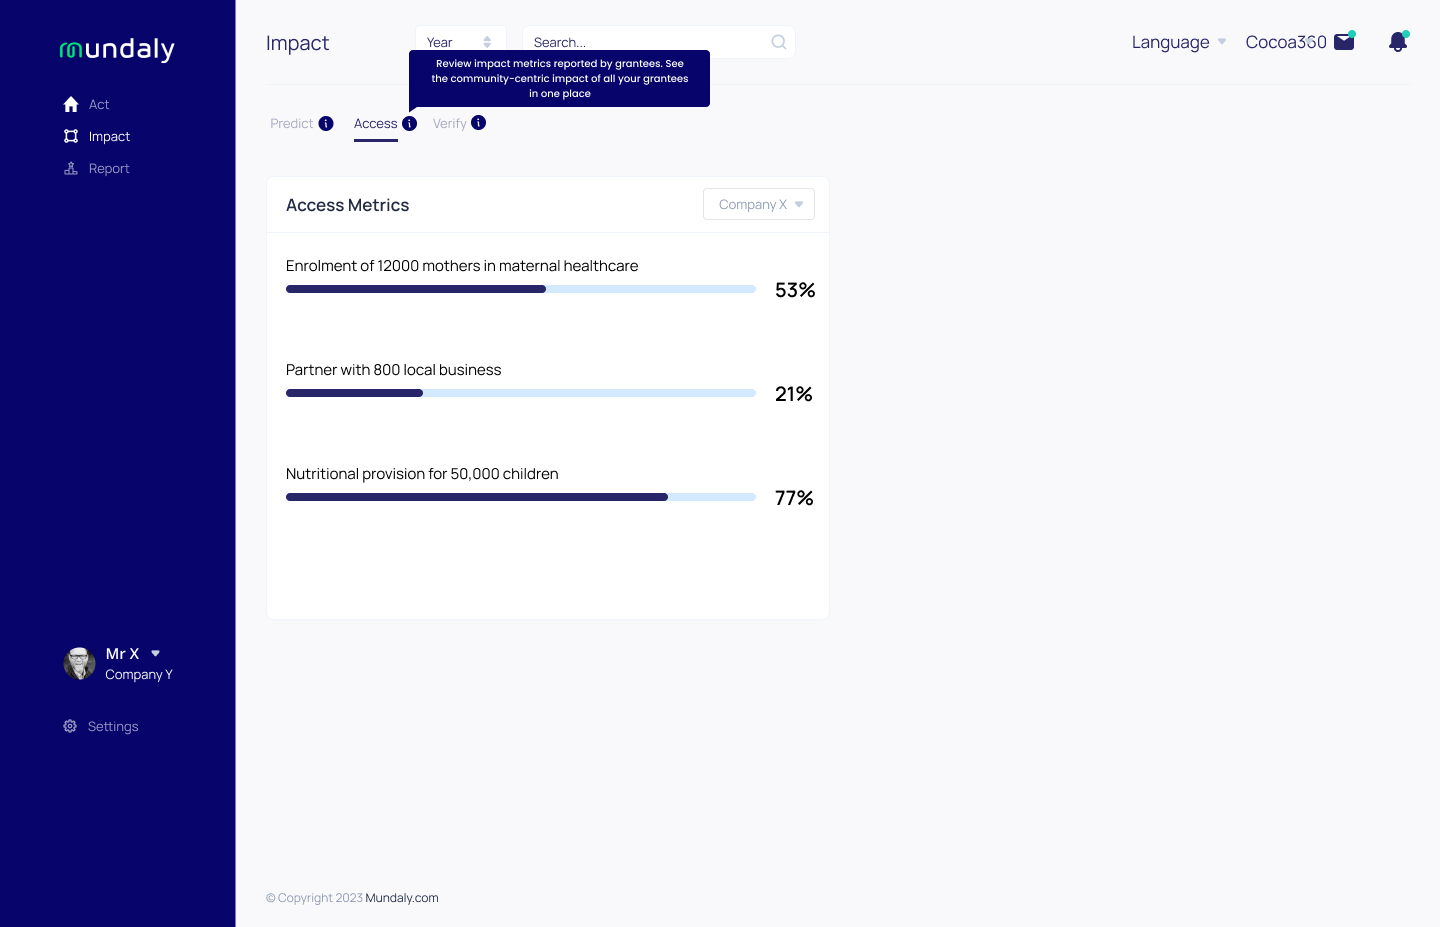 mundaly
Act
Impact
Report
Mr X
Company Y
Settings
Impact
Year
Search...
Language
Cocoa360
Review impact metrics reported by grantees. See
the community-centric impact of all your grantees
in one place
Predict
Access
Verify
Access Metrics
Company X
Enrolment of 12000 mothers in maternal healthcare
53%
Partner with 800 local business
21%
Nutritional provision for 50,000 children
77%
© Copyright 2023 Mundaly.com